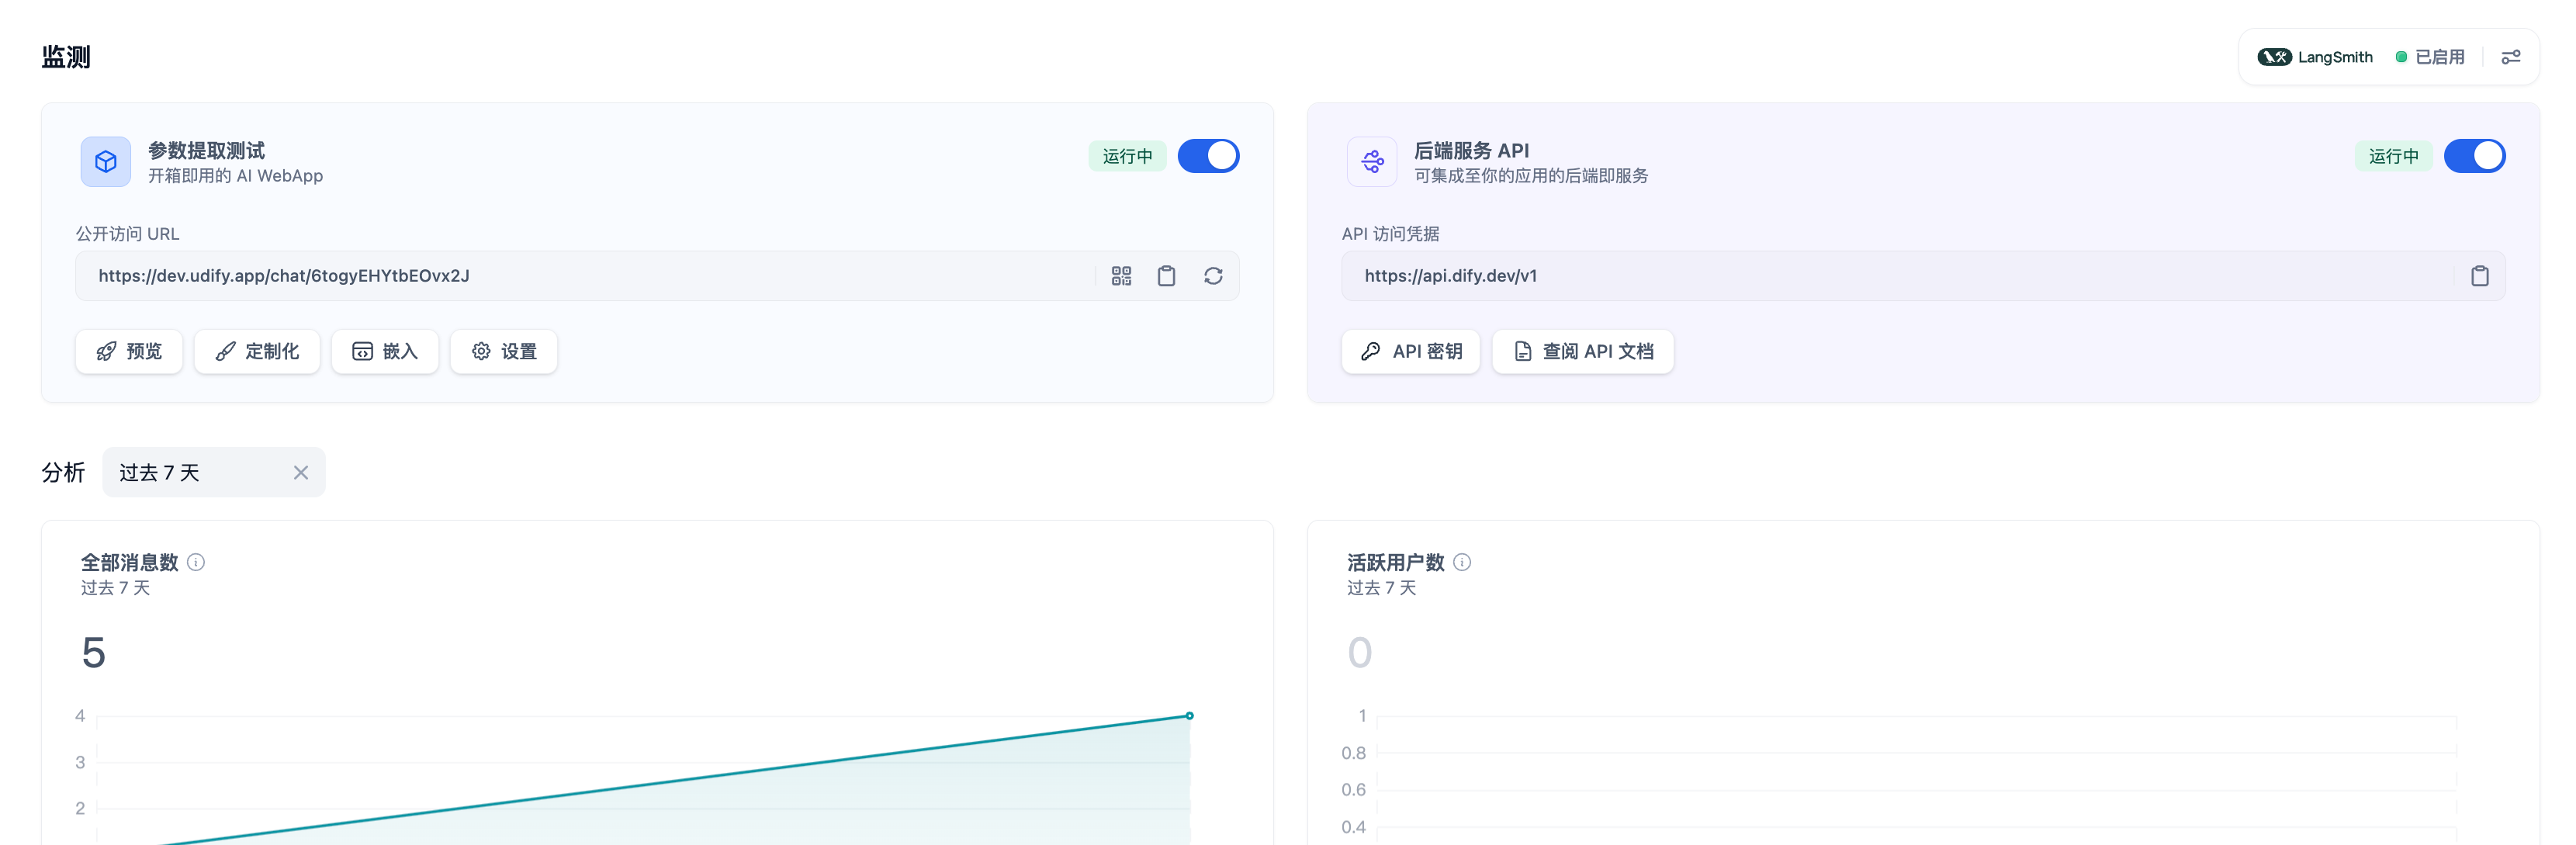 监测
LangSmith 已启用
参数提取测试
开箱即用的 AI WebApp
运行中
公开访问 URL
https://dev.udify.app/chat/6togyEHYtbEOvx2J
预览 定制化 嵌入 设置
后端服务 API
可集成至你的应用的后端即服务
运行中
API 访问凭据
https://api.dify.dev/v1
API 密钥 查阅 API 文档
分析 过去 7 天
全部消息数
过去 7 天
5
4
3
2
活跃用户数
过去 7 天
0
1
0.8
0.6
0.4